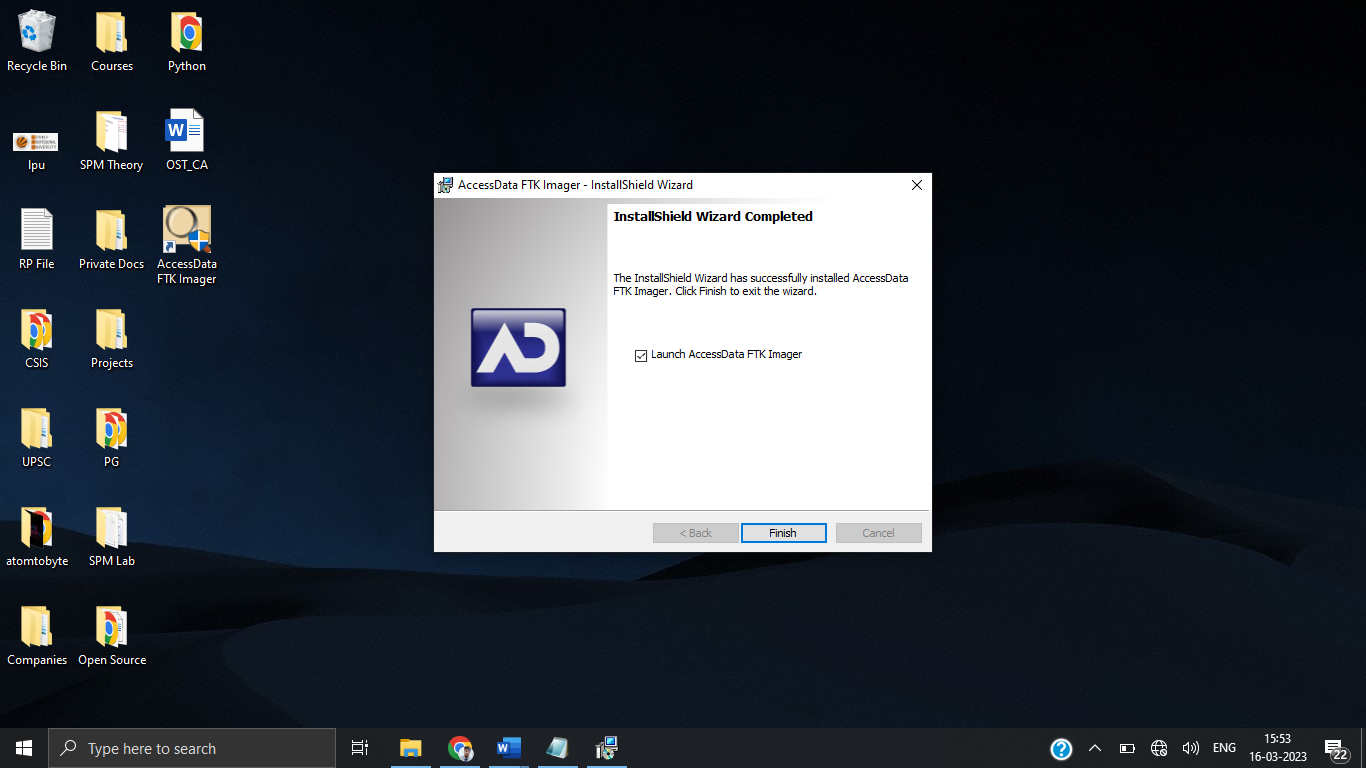 Recycle Bin
Courses
Python
lpu
SPM Theory
OST_CA
RP File
Private Docs
AccessData
FTK Imager
CSIS
Projects
UPSC
PG
atomtobyte
SPM Lab
Companies
Open Source
AccessData FTK Imager - InstallShield Wizard
InstallShield Wizard Completed
The InstallShield Wizard has successfully installed AccessData
FTK Imager. Click Finish to exit the wizard.
AD
Launch AccessData FTK Imager
< Back
Finish
Cancel
Type here to search
ENG
15:53
16-03-2023
22